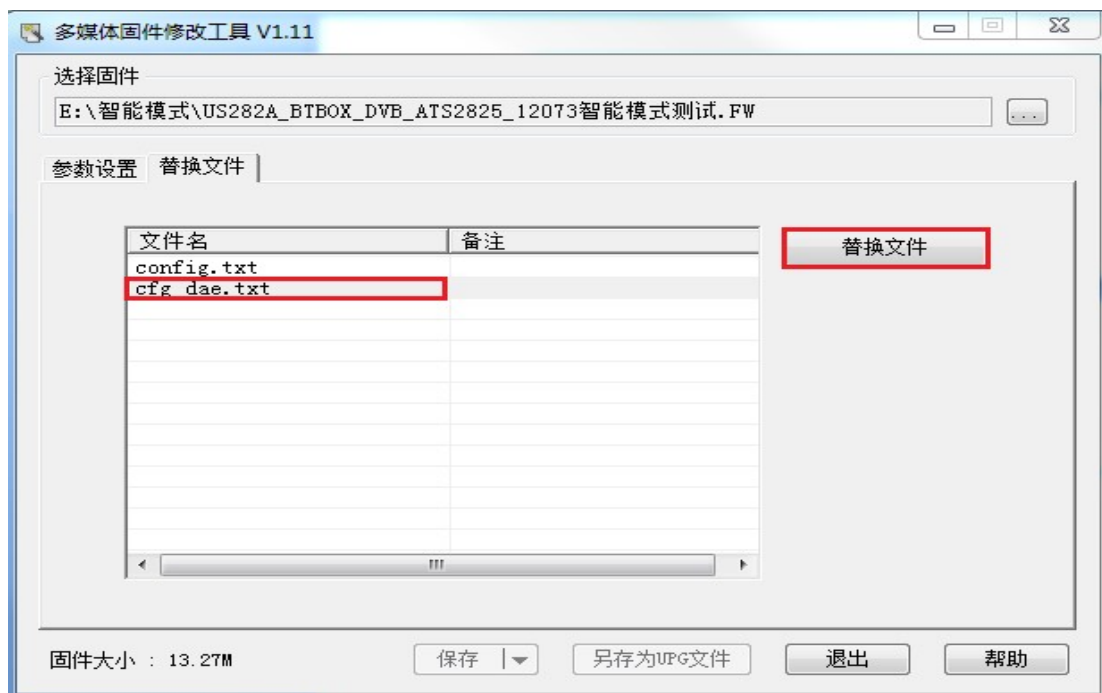 多媒体固件修改工具 V1.11
选择固件
E:\智能模式\US282A_BTBOX_DVB_ATS2825_12073智能模式测试.FW
...
参数设置 替换文件
文件名 备注
替换文件
config.txt
cfg_dae.txt
固件大小 : 13.27M
保存
另存为UPG文件
退出
帮助